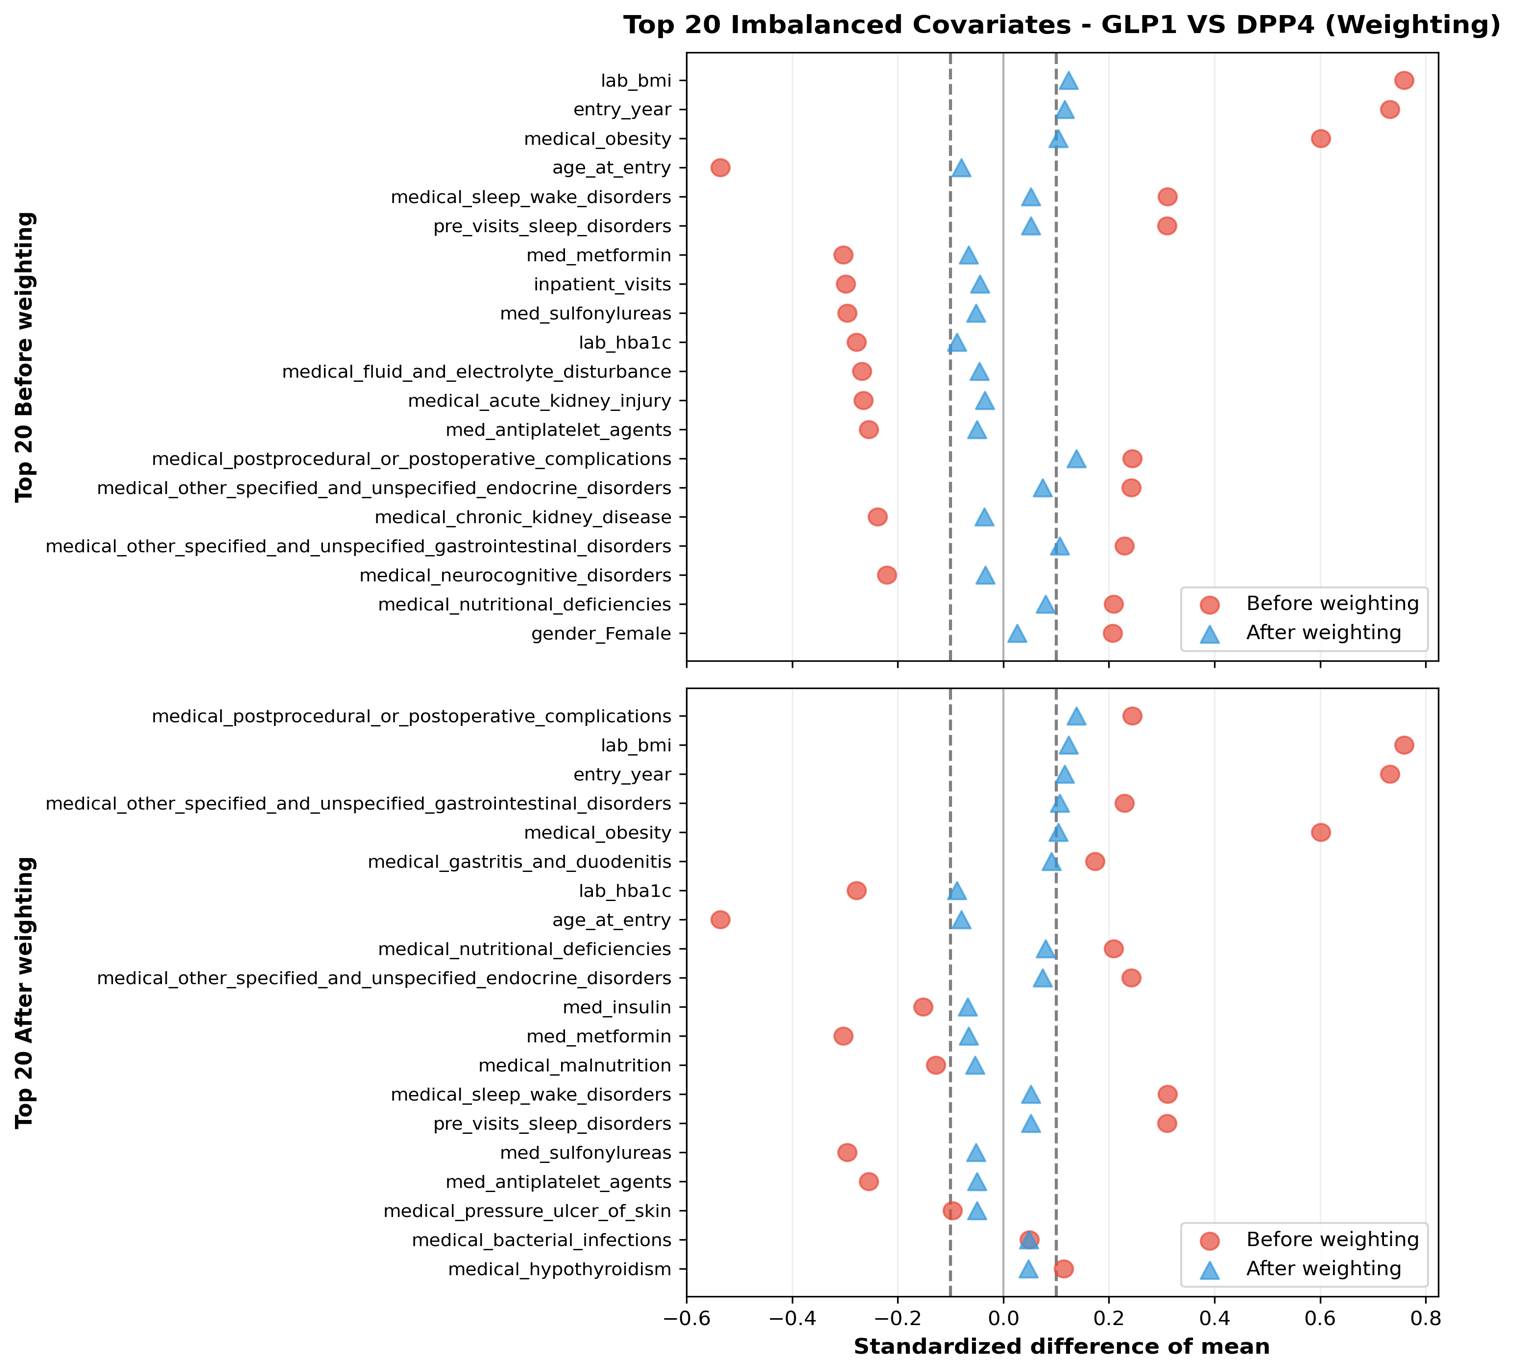 Top 20 Imbalanced Covariates - GLP1 VS DPP4 (Weighting)
Top 20 Before weighting
lab_bmi
entry_year
medical_obesity
age_at_entry
medical_sleep_wake_disorders
pre_visits_sleep_disorders
med_metformin
inpatient_visits
med_sulfonylureas
lab_hba1c
medical_fluid_and_electrolyte_disturbance
medical_acute_kidney_injury
med_antiplatelet_agents
medical_postprocedural_or_postoperative_complications
medical_other_specified_and_unspecified_endocrine_disorders
medical_chronic_kidney_disease
medical_other_specified_and_unspecified_gastrointestinal_disorders
medical_neurocognitive_disorders
medical_nutritional_deficiencies
gender_Female
Before weighting
After weighting
Top 20 After weighting
medical_postprocedural_or_postoperative_complications
lab_bmi
entry_year
medical_other_specified_and_unspecified_gastrointestinal_disorders
medical_obesity
medical_gastritis_and_duodenitis
lab_hba1c
age_at_entry
medical_nutritional_deficiencies
medical_other_specified_and_unspecified_endocrine_disorders
med_insulin
med_metformin
medical_malnutrition
medical_sleep_wake_disorders
pre_visits_sleep_disorders
med_sulfonylureas
med_antiplatelet_agents
medical_pressure_ulcer_of_skin
medical_bacterial_infections
medical_hypothyroidism
Before weighting
After weighting
−0.6 −0.4 −0.2 0.0 0.2 0.4 0.6 0.8
Standardized difference of mean